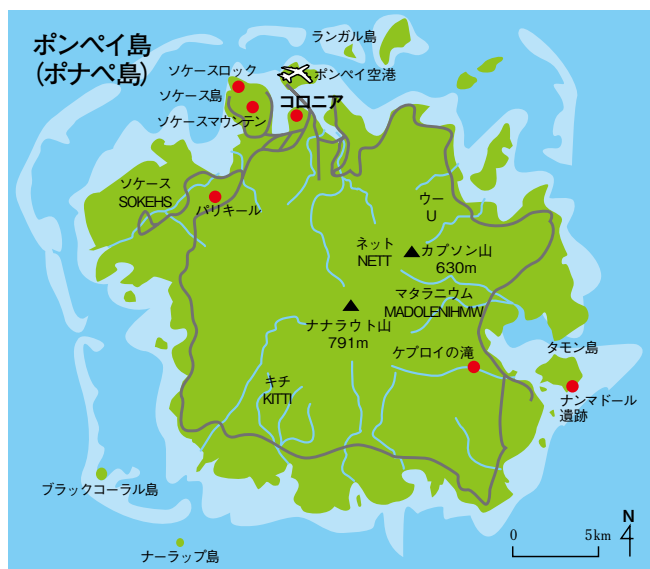 ポンペイ島
(ポナペ島)
ランガル島
ソケースロック
ポンペイ空港
ソケース島
コロニア
ソケースマウンテン
ソケース
SOKEHS
パリキール
ウー
U
ネット
NETT
カプソン山
630m
マタラニウム
MADOLENIHMW
ナナラウト山
791m
ケプロイの滝
タモン島
キチ
KITTI
ナンマドール
遺跡
ブラックコーラル島
ナーラップ島
0
5km
N